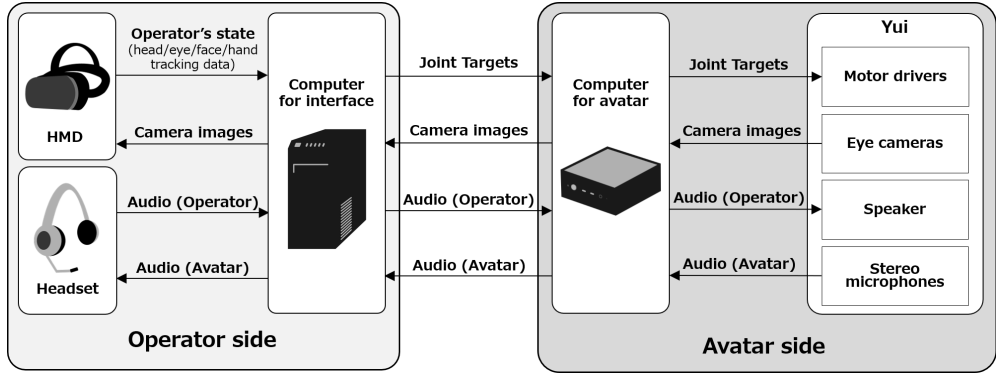 Operator's state
(head/eye/face/hand
tracking data)
HMD
Camera images
Audio (Operator)
Audio (Avatar)
Headset
Computer
for interface
Operator side
Joint Targets
Camera images
Audio (Operator)
Audio (Avatar)
Computer
for avatar
Joint Targets
Camera images
Audio (Operator)
Audio (Avatar)
Yui
Motor drivers
Eye cameras
Speaker
Stereo
microphones
Avatar side